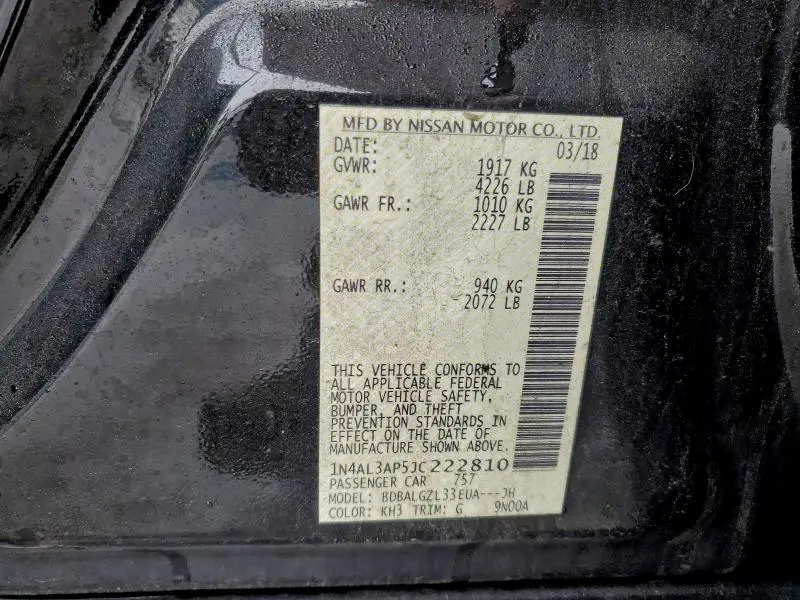 MFD BY NISSAN MOTOR CO., LTD.
DATE: 03/18
GVWR: 1917 KG
4226 LB
GAWR FR.: 1010 KG
2227 LB
GAWR RR.: 940 KG
2072 LB
THIS VEHICLE CONFORMS TO
ALL APPLICABLE FEDERAL
MOTOR VEHICLE SAFETY,
BUMPER, AND THEFT
PREVENTION STANDARDS IN
EFFECT ON THE DATE OF
MANUFACTURE SHOWN ABOVE.
1N4AL3AP5JC222810
PASSENGER CAR 757
MODEL: BDBALGZL33EUA---JH
COLOR: KH3 TRIM: G 9N00A